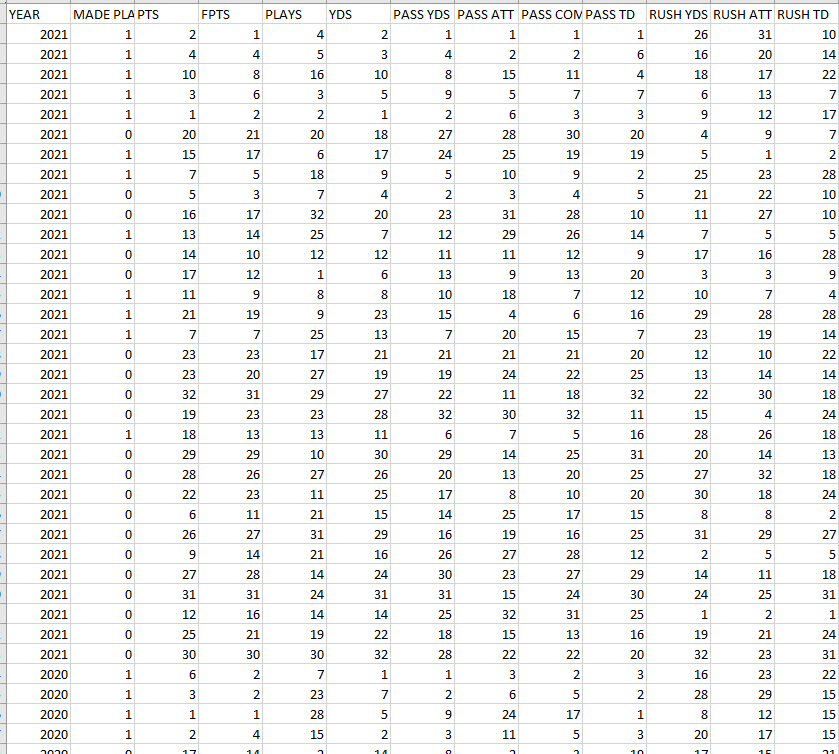 YEAR MADE PLA PTS FPTS PLAYS YDS PASS YDS PASS ATT PASS COM PASS TD RUSH YDS RUSH ATT RUSH TD
2021 1 2 1 4 2 1 1 1 1 26 31 10
2021 1 4 4 5 3 4 2 2 6 16 20 14
2021 1 10 8 16 10 8 15 11 4 18 17 22
2021 1 3 6 3 5 9 5 7 7 6 13 7
2021 1 1 2 2 1 2 6 3 3 9 12 17
2021 0 20 21 20 18 27 28 30 20 4 9 7
2021 1 15 17 6 17 24 25 19 19 5 1 2
2021 1 7 5 18 9 5 10 9 2 25 23 28
2021 0 5 3 7 4 2 3 4 5 21 22 10
2021 0 16 17 32 20 23 31 28 10 11 27 10
2021 1 13 14 25 7 12 29 26 14 7 5 5
2021 0 14 10 12 12 11 11 12 9 17 16 28
2021 0 17 12 1 6 13 9 13 20 3 3 9
2021 1 11 9 8 8 10 18 7 12 10 7 4
2021 1 21 19 9 23 15 4 6 16 29 28 28
2021 1 7 7 25 13 7 20 15 7 23 19 14
2021 0 23 23 17 21 21 21 21 20 12 10 22
2021 0 23 20 27 19 19 24 22 25 13 14 14
2021 0 32 31 29 27 22 11 18 32 22 30 18
2021 0 19 23 23 28 32 30 32 11 15 4 24
2021 1 18 13 13 11 6 7 5 16 28 26 18
2021 0 29 29 10 30 29 14 25 31 20 14 13
2021 0 28 26 27 26 20 13 20 25 27 32 18
2021 0 22 23 11 25 17 8 10 20 30 18 24
2021 0 6 11 21 15 14 25 17 15 8 8 2
2021 0 26 27 31 29 16 19 16 25 31 29 27
2021 0 9 14 21 16 26 27 28 12 2 5 5
2021 0 27 28 14 24 30 23 27 29 14 11 18
2021 0 31 31 24 31 31 15 24 30 24 25 31
2021 0 12 16 14 14 25 32 31 25 1 2 1
2021 0 25 21 19 22 18 15 13 16 19 21 24
2021 0 30 30 30 32 28 22 22 20 32 23 31
2020 1 6 2 7 1 1 3 2 3 16 23 22
2020 1 3 2 23 7 2 6 5 2 28 29 15
2020 1 1 1 28 5 9 24 17 1 8 12 15
2020 1 2 4 15 2 3 11 5 3 20 17 15